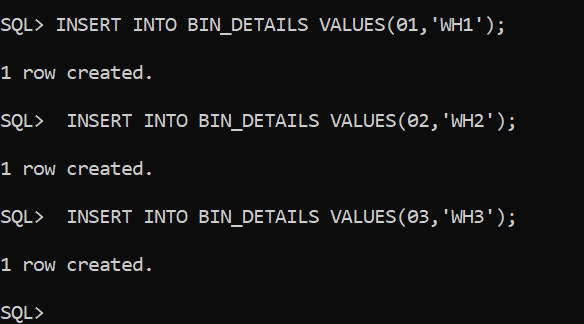 SQL> INSERT INTO BIN_DETAILS VALUES(01,'WH1');
1 row created.
SQL>  INSERT INTO BIN_DETAILS VALUES(02,'WH2');
1 row created.
SQL>  INSERT INTO BIN_DETAILS VALUES(03,'WH3');
1 row created.
SQL>